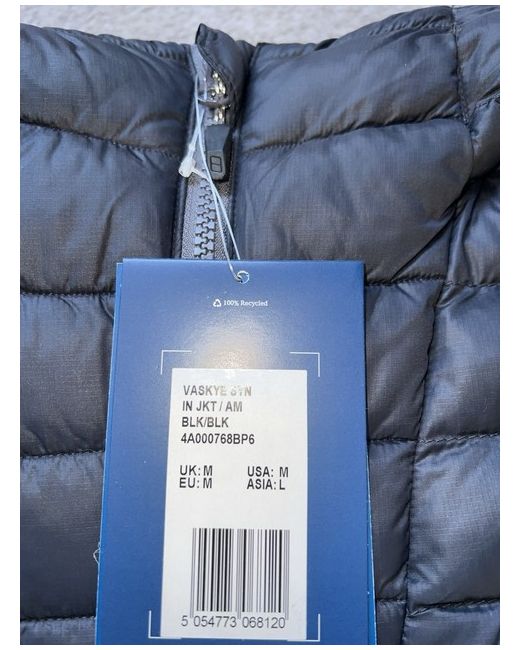 100% Recycled
VASKYE SYN
IN JKT / AM
BLK/BLK
4A000768BP6
UK: M USA: M
EU: M ASIA: L
5 054773 068120